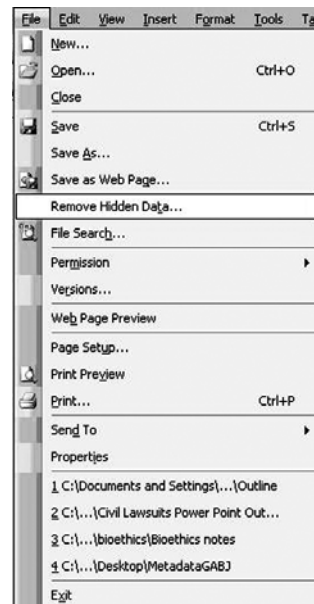 File Edit View Insert Format Tools
New...
Open... Ctrl+O
Close
Save Ctrl+S
Save As...
Save as Web Page...
Remove Hidden Data...
File Search...
Permission
Versions...
Web Page Preview
Page Setup...
Print Preview
Print... Ctrl+P
Send To
Properties
1 C:\Documents and Settings\...\Outline
2 C:\...\Civil Lawsuits Power Point Out...
3 C:\...\bioethics\Bioethics notes
4 C:\...\Desktop\MetadataGABJ
Exit